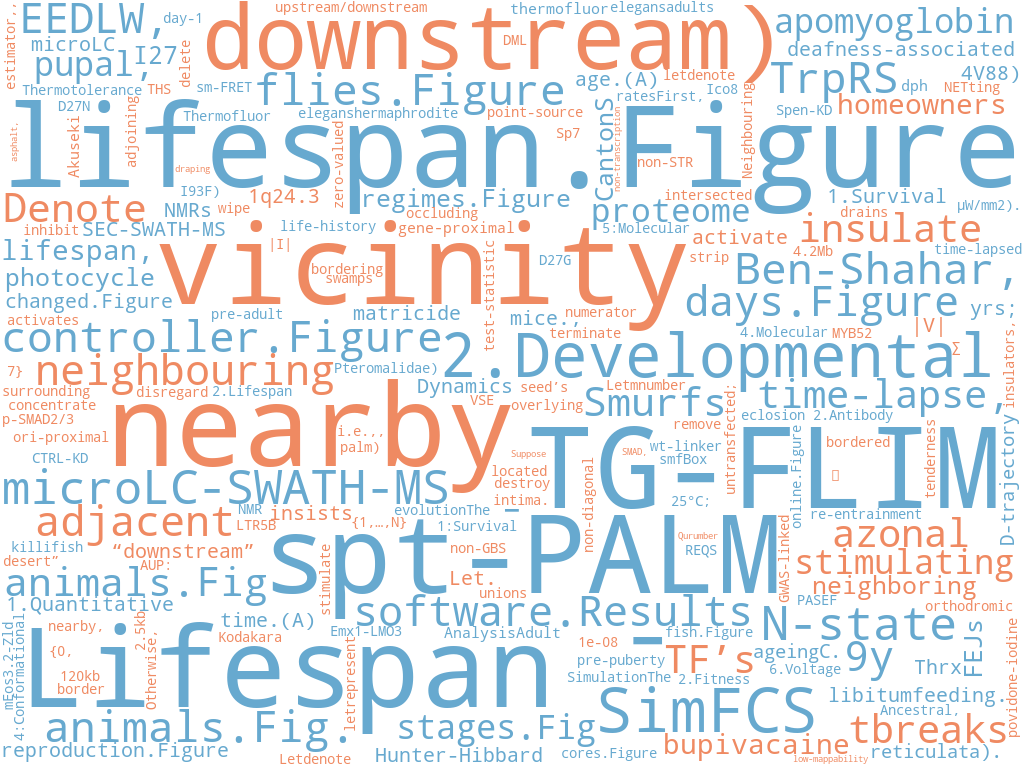 upstream/downstream
thermofluor
elegansadults
EEDLW,
day-1
downstream)
apomyoglobin
estimator,,
microLC
I27
DML
deafness-associated
pupal,
delete
age.(A)
letdenote
TrpRS
4V88)
Thermotolerance
THS
sm-FRET
flies.Figure
ratesFirst,
Ico8
dph
NETting
D27N
Thermofluor
eleganshermaphrodite
point-source
Spen-KD
homeowners
asphalt,
Akuseki
adjoining
lifespan.Figure
draping
zero-valued
Sp7
Cantons
non-transcription
non-STR
Neighbouring
I93F)
1q24.3
regimes.Figure
intersected
1.Survival
µW/mm2).
Denote
NMRs
wipe
occluding
proteome
drains
inhibit
SEC-SWATH-MS
life-history
gene-proximal
5:Molecular
activate
insulate
lifespan,
|I|
vicinity
test-statistic
D27G
strip
4.2Mb
time-lapsed
photocycle
bordering
swamps
Ben-Shahar,
changed.Figure
pre-adult
matricide
mice.,
numerator
days.Figure
yrs;
activates
controller.Figure
terminate
4.Molecular
MYB52
|V|
2.Developmental
Σ
insulators,
7}
neighbouring
Pteromalidae)
surrounding
disregard
2.Lifespan
Dynamics
seed's
Letmnumber
time-lapse,
concentrate
VSE
overlying
Smurfs
p-SMAD2/3
nearby
remove
untransfected;
eclosion
2.Antibody
ori-proximal
i.e.,,
palm)
TG-FLIM
wt-linker
bordered
tenderness
D-trajectory
CTRL-KD
Suppose
SMAD,
smfBox
online.Figure
located
destroy
non-diagonal
microLC-SWATH-MS
intima.
25°C;
NMR
evolutionThe
re-entrainment
adjacent
LTR5B
insists
{1,…,N}
1:Survival
spt-PALM
Qurumber
REQS
GWAS-linked
azonal
killifish
“downstream”
non-GBS
desert”
AUP:
stimulate
stimulating
animals.Fig
Let.
unions
neighboring
1.Quantitative
PASEF
orthodromic
mEos3.2-Zld
4:Conformational
nearby,
2.5kb
time.(A)
software.Results
N-state
Kodakara
Emx1-LMO3
AnalysisAdult
fish.Figure
povidone-iodine
{0,
Otherwise,
Lifespan
letrepresent
1e-08
TF’s
ageingC.
9y
FEJs
120kb
border
pre-puberty
Thrx
SimulationThe
2.Fitness
6.Voltage
animals.Fig.
stages.Fig
SimFCS
libitumfeeding.
Ancestral,
tbreaks
reproduction.Figure
Letdenote
Hunter-Hibbard
cores.Figure
bupivacaine
low-mappability
reticulata).